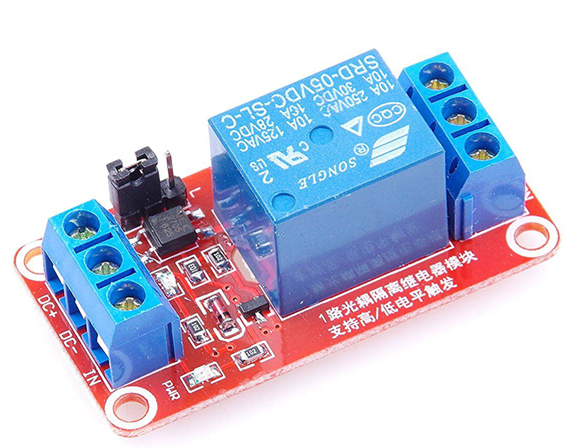 SRD-05VDC-SL-C
10A 250VAC 10A 125VAC
10A 30VDC 10A 28VDC
CQC
®
c
US
SONGLE
L
DC+
DC-
IN
PWR
1路光耦隔离继电器模块
支持高/低电平触发